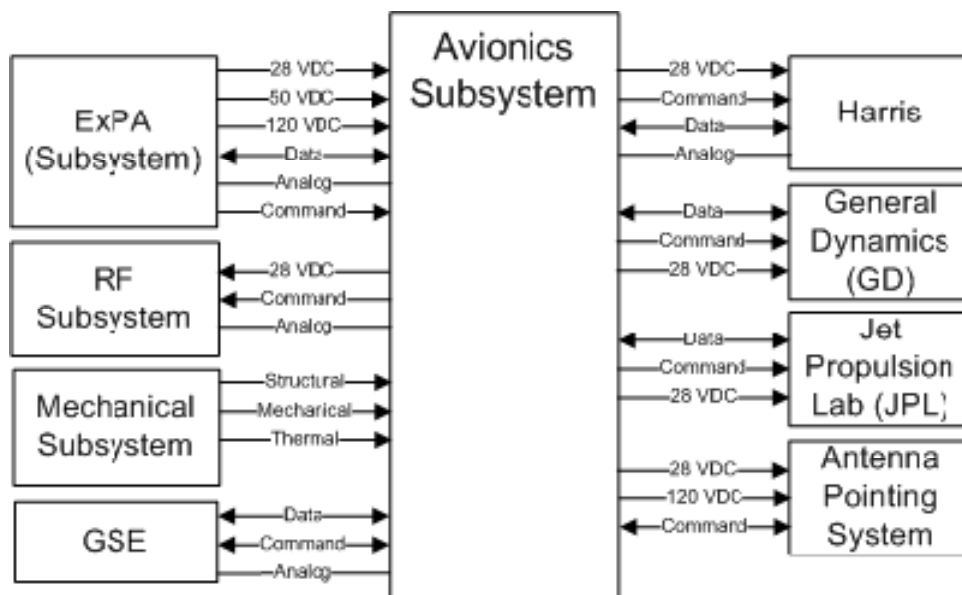 Avionics
Subsystem
ExPA
(Subsystem)
28 VDC
50 VDC
120 VDC
Data
Analog
Command
RF
Subsystem
28 VDC
Command
Analog
Mechanical
Subsystem
Structural
Mechanical
Thermal
GSE
Data
Command
Analog
28 VDC
Command
Data
Analog
Harris
Data
Command
28 VDC
General
Dynamics
(GD)
Data
Command
28 VDC
Jet
Propulsion
Lab (JPL)
28 VDC
120 VDC
Command
Antenna
Pointing
System